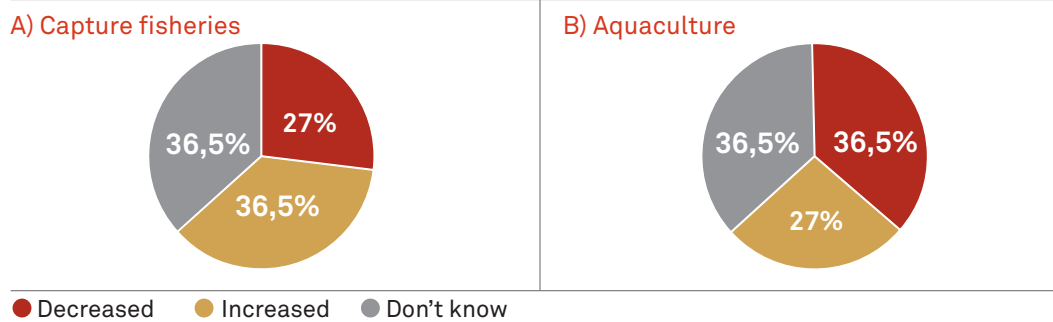 A) Capture fisheries
27%
36,5%
36,5%
B) Aquaculture
36,5%
36,5%
27%
Decreased Increased Don't know